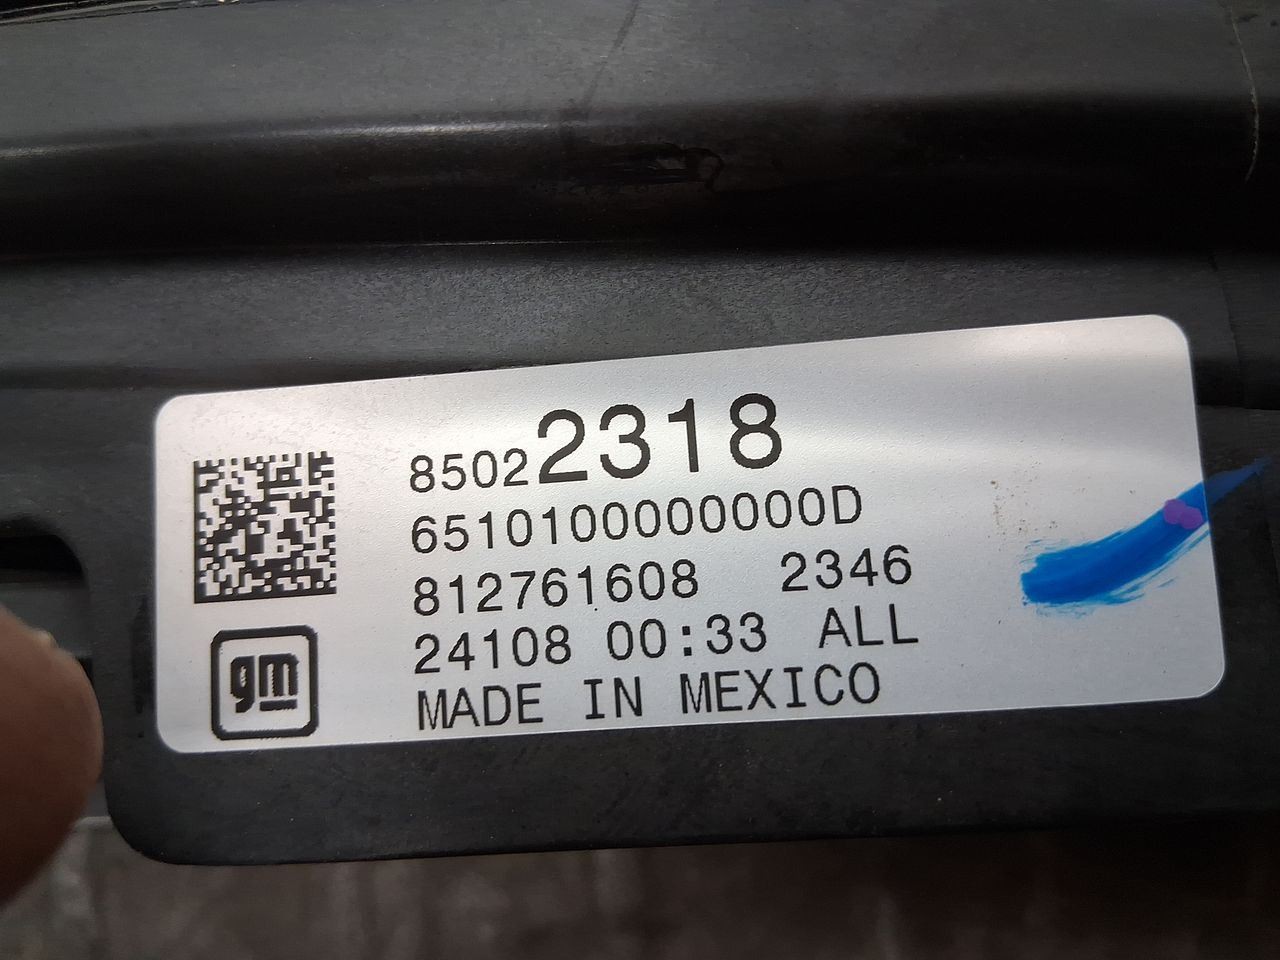 85022318
6510100000000D
812761608 2346
24108 00:33 ALL
gm
MADE IN MEXICO